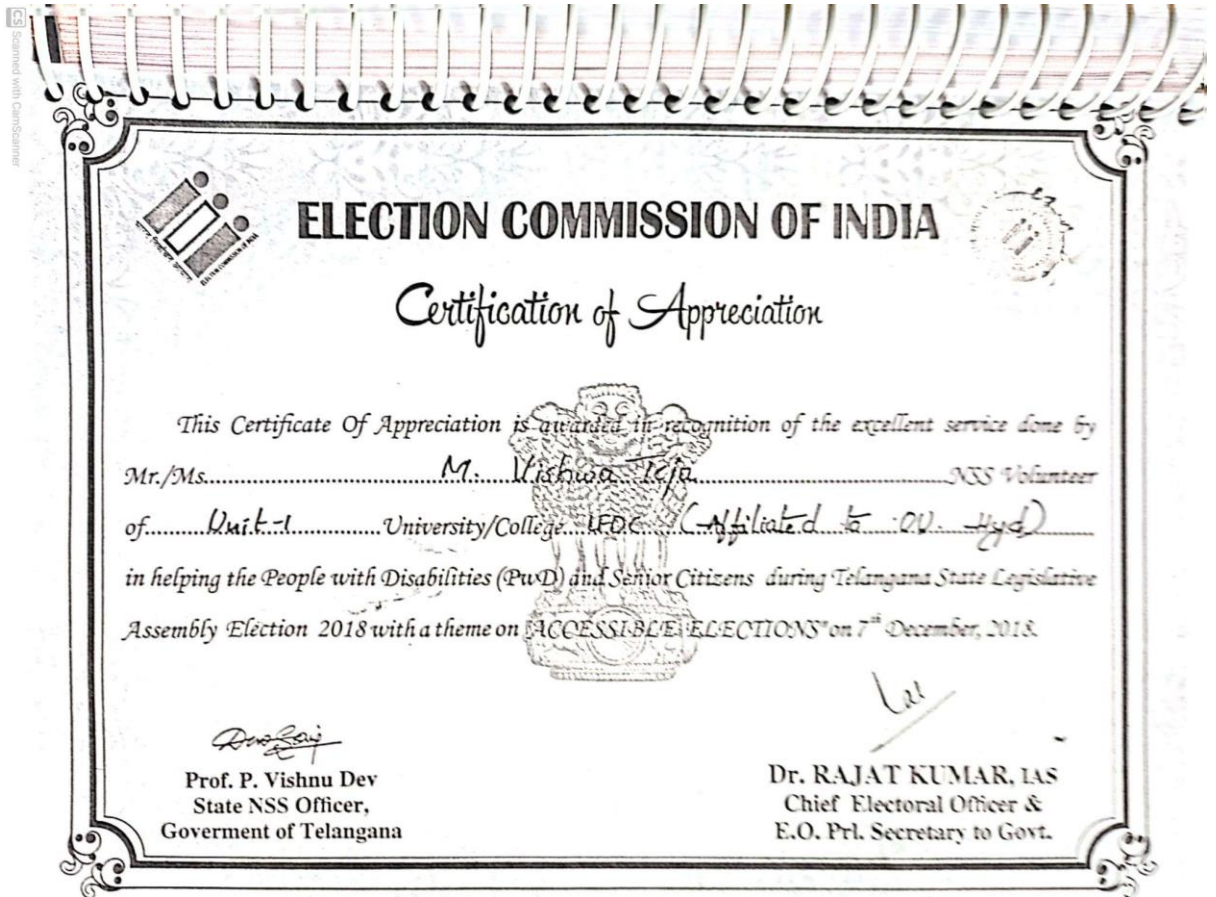 CS Scanned with CamScanner
ELECTION COMMISSION OF INDIA
ELECTION COMMISSION OF INDIA
Certification of Appreciation
This Certificate Of Appreciation is awarded in recognition of the excellent service done by
Mr./Ms. M. Vishwa Teja NSS Volunteer
of Unit-1 University/College (Affiliated to OU. Hyd)
in helping the People with Disabilities (PwD) and Senior Citizens during Telangana State Legislative
Assembly Election 2018 with a theme on "ACCESSIBLE ELECTIONS" on 7th December, 2018.
Prof. P. Vishnu Dev
State NSS Officer,
Goverment of Telangana
Dr. RAJAT KUMAR, IAS
Chief Electoral Officer &
E.O. Prl. Secretary to Govt.